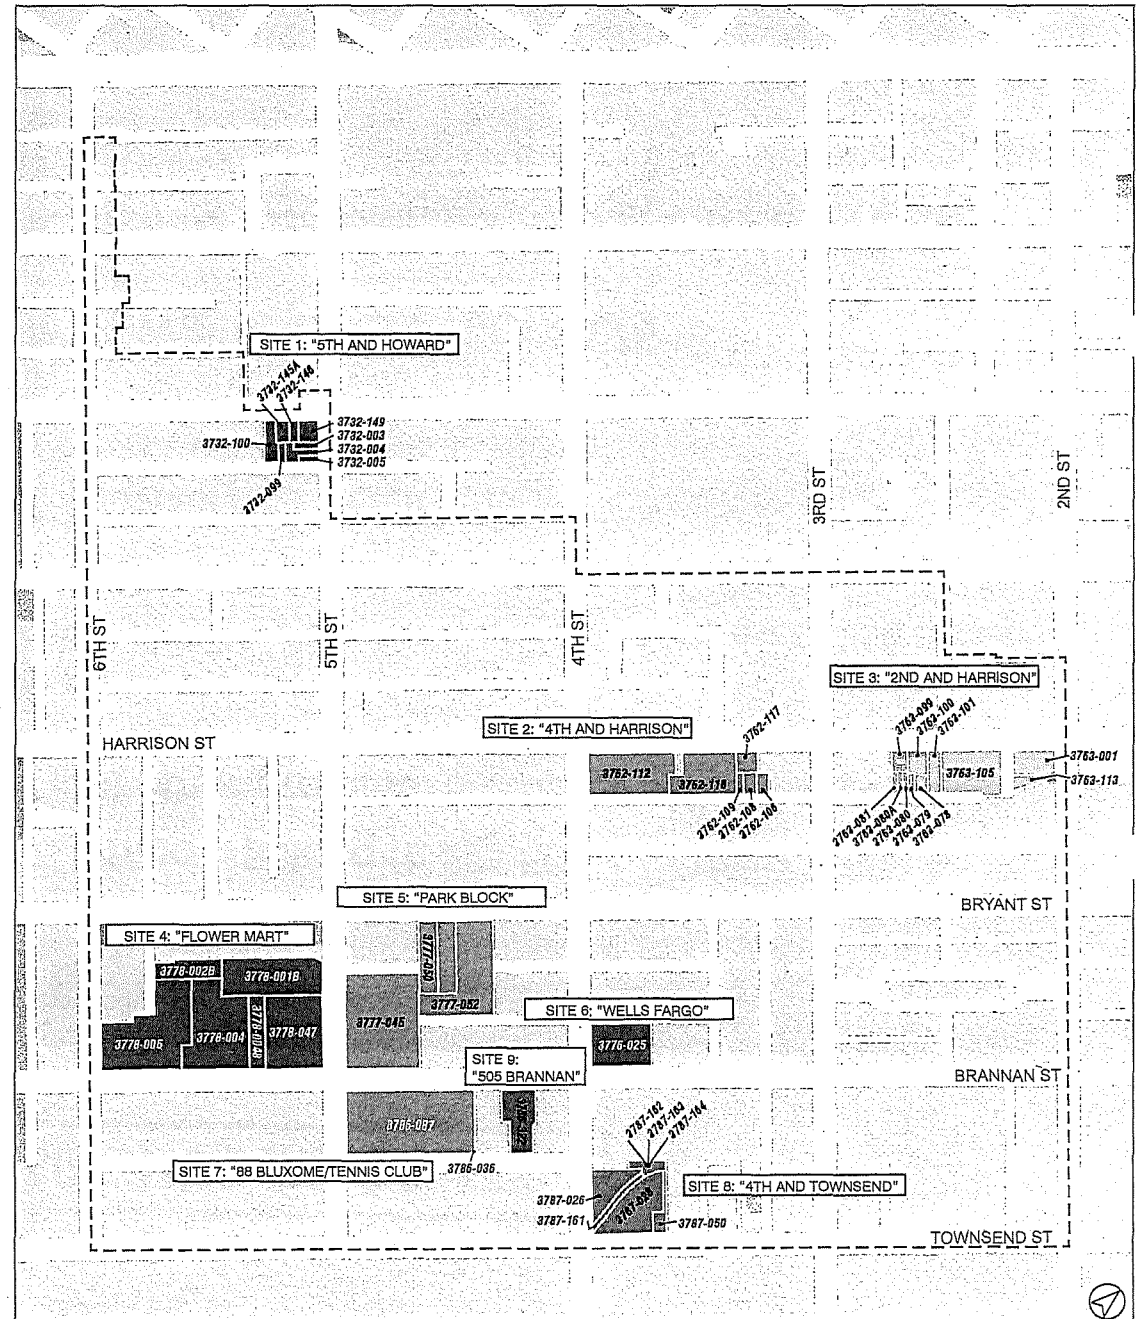 SITE 1: "5TH AND HOWARD"
3732-145A
3732-146
3732-149
3732-100
3732-003
3732-004
3732-005
3732-099
3RD ST
2ND ST
6TH ST
5TH ST
4TH ST
SITE 3: "2ND AND HARRISON"
SITE 2: "4TH AND HARRISON"
3763-099
3763-100
3763-101
HARRISON ST
3762-117
3763-001
3762-112
3762-116
3763-105
3763-113
3762-109
3762-108
3762-106
3763-081
3763-080A
3763-080
3763-079
3763-078
SITE 5: "PARK BLOCK"
BRYANT ST
SITE 4: "FLOWER MART"
3778-002B
3778-001B
3777-050
3777-052
SITE 6: "WELLS FARGO"
3777-045
3778-005
3778-004
3778-047
3776-025
SITE 9:
"505 BRANNAN"
BRANNAN ST
3786-037
3787-162
3787-163
3787-164
SITE 7: "88 BLUXOME/TENNIS CLUB"
3786-036
SITE 8: "4TH AND TOWNSEND"
3787-026
3787-028
3787-161
3787-050
TOWNSEND ST